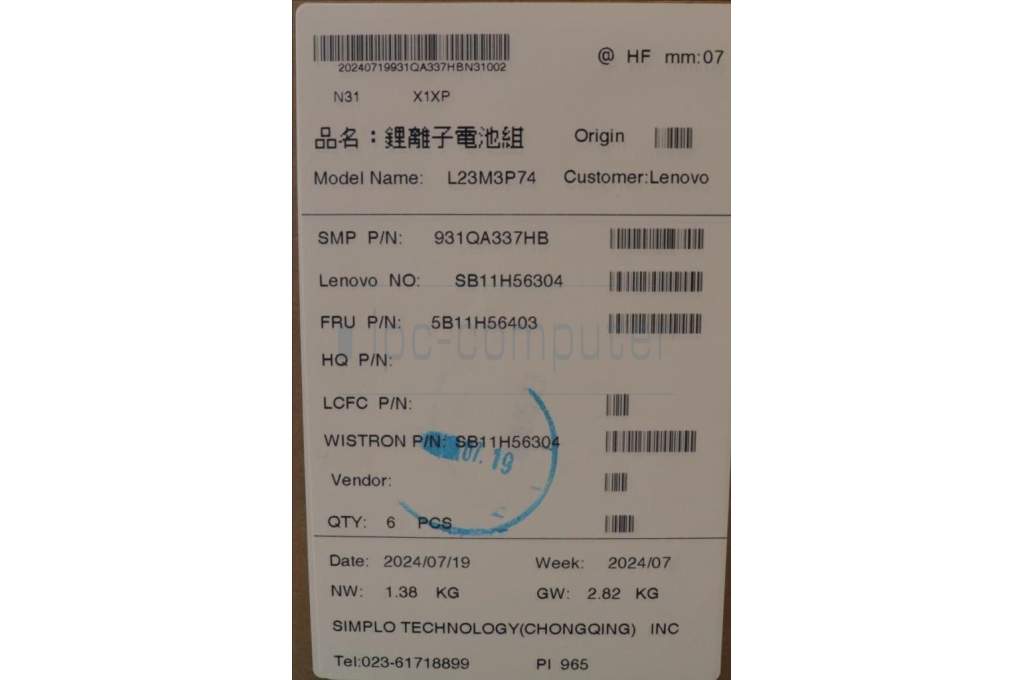 20240719931QA337HBN31002
@ HF mm:07
N31 X1XP
品名：鋰離子電池組 Origin
Model Name: L23M3P74 Customer:Lenovo
SMP P/N: 931QA337HB
Lenovo NO: SB11H56304
FRU P/N: 5B11H56403
ipc-computer
HQ P/N:
LCFC P/N:
WISTRON P/N: SB11H56304
07.19
Vendor:
QTY: 6 PCS
Date: 2024/07/19 Week: 2024/07
NW: 1.38 KG GW: 2.82 KG
SIMPLO TECHNOLOGY(CHONGQING) INC
Tel:023-61718899 PI 965